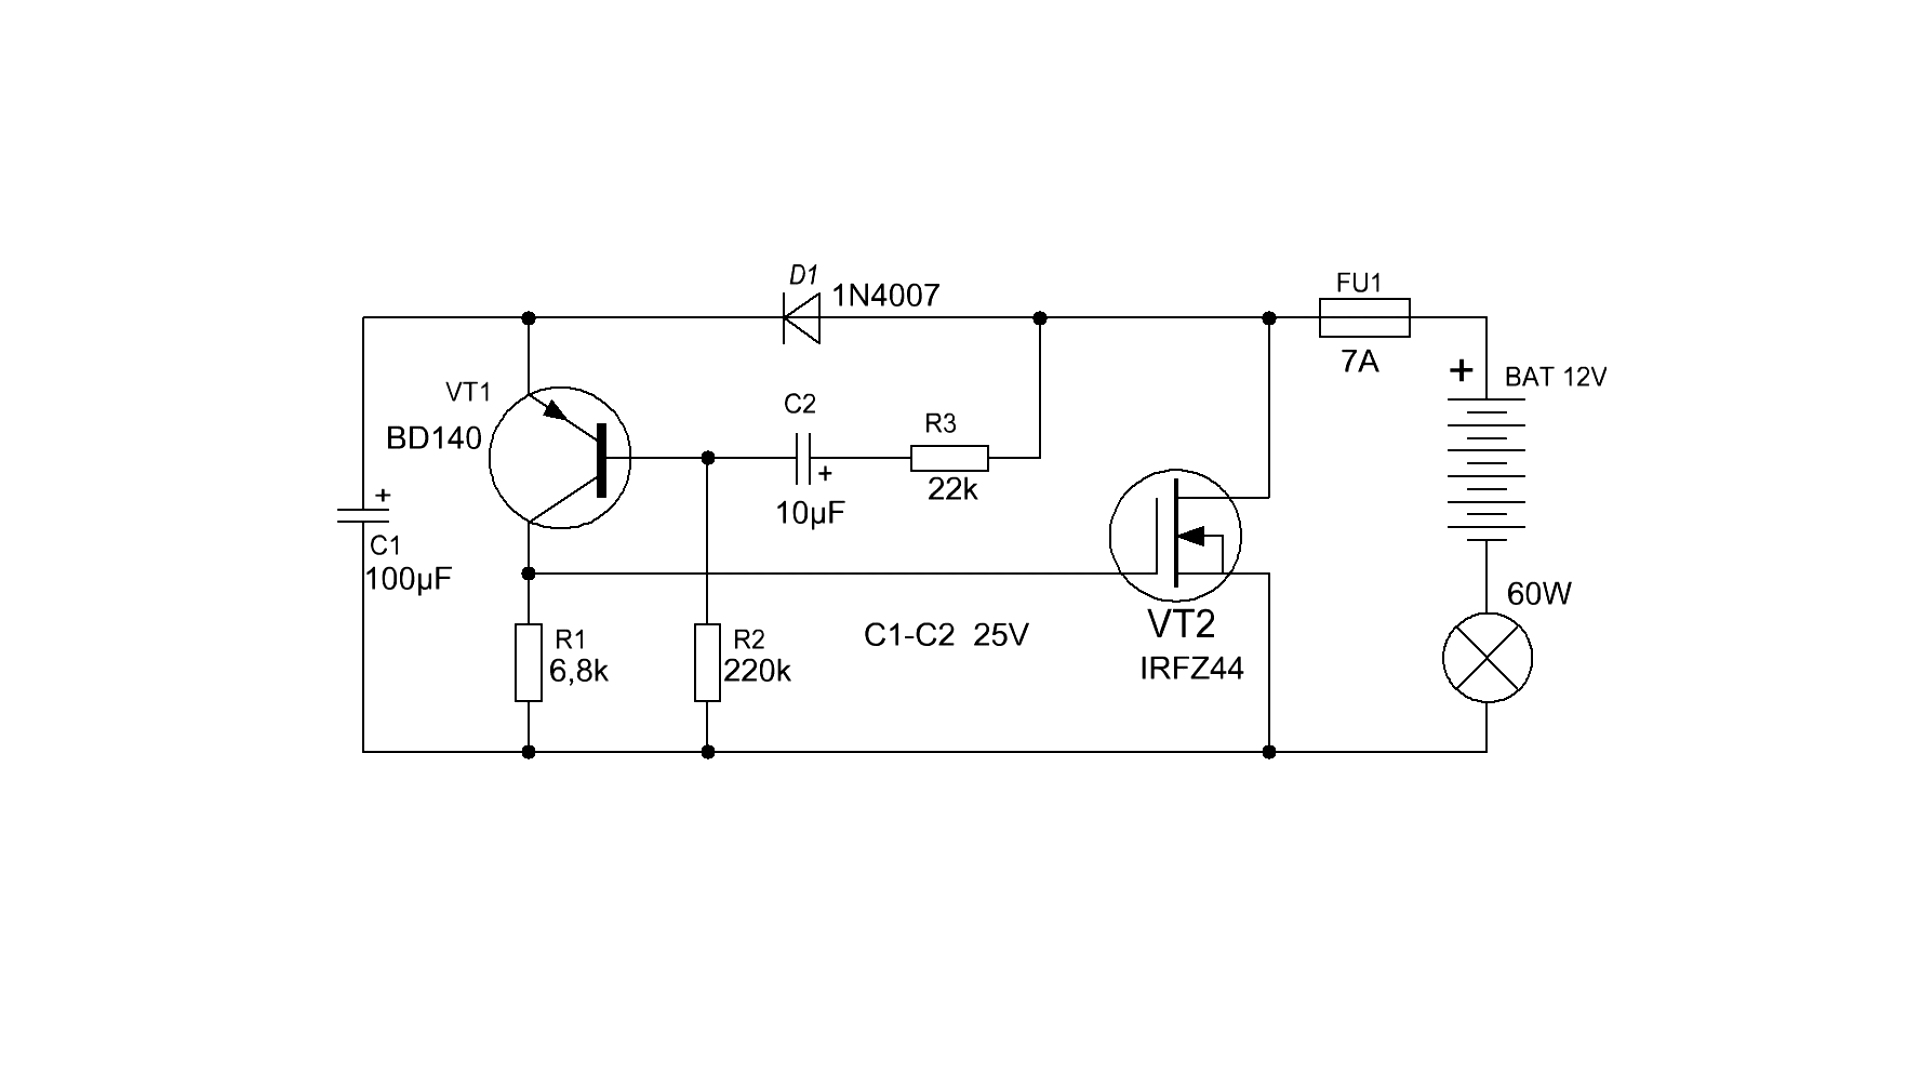 D1
1N4007
FU1
7A
+
BAT 12V
VT1
BD140
C2
+
10µF
R3
22k
+
C1
100µF
VT2
IRFZ44
60W
R1
6,8k
R2
220k
C1-C2 25V